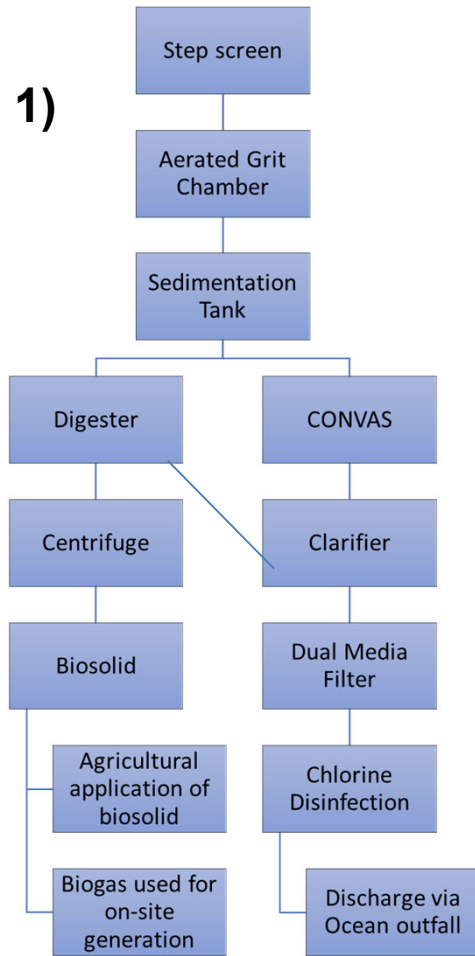 1)
Step screen
Aerated Grit
Chamber
Sedimentation
Tank
Digester
CONVAS
Centrifuge
Clarifier
Biosolid
Dual Media
Filter
Agricultural
application of
biosolid
Chlorine
Disinfection
Biogas used for
on-site
generation
Discharge via
Ocean outfall